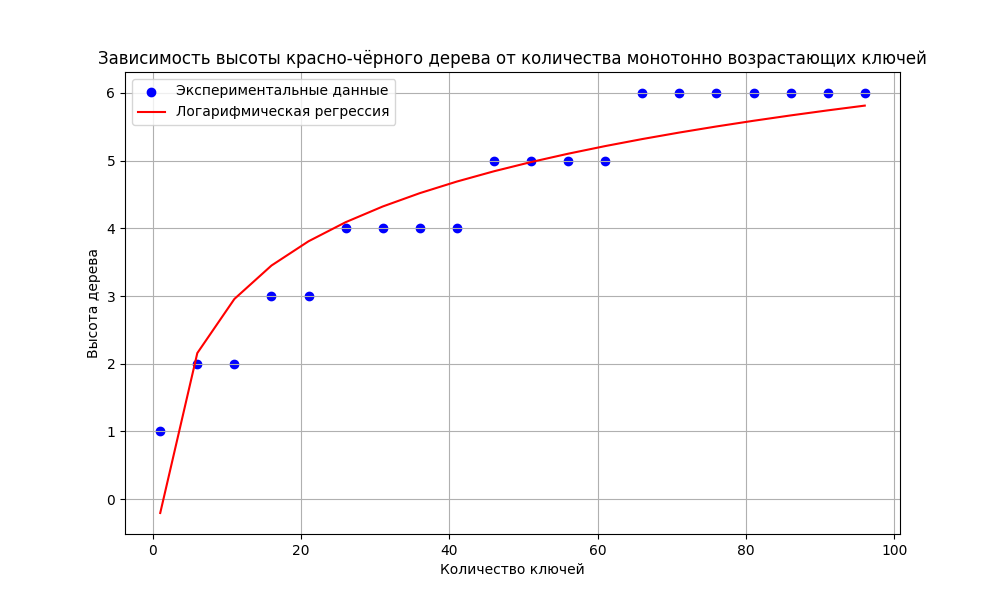 Зависимость высоты красно-чёрного дерева от количества монотонно возрастающих ключей
Экспериментальные данные
Логарифмическая регрессия
Высота дерева
6
5
4
3
2
1
0
0 20 40 60 80 100
Количество ключей